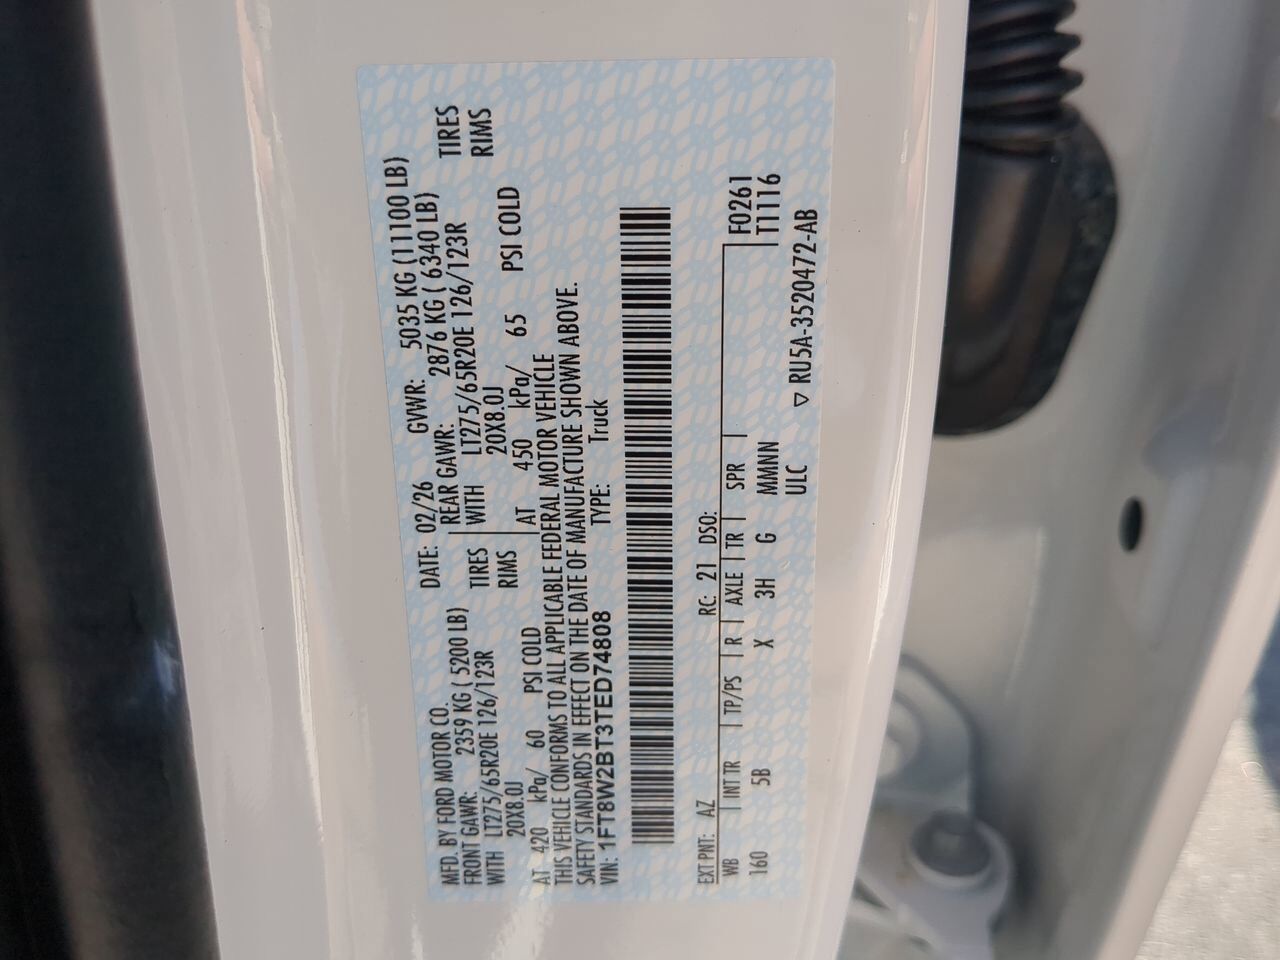 MFD. BY FORD MOTOR CO.
DATE: 02/26 GVWR: 5035 KG (11100 LB)
FRONT GAWR: 2359 KG ( 5200 LB) REAR GAWR: 2876 KG ( 6340 LB)
WITH LT275/65R20E 126/123R TIRES WITH LT275/65R20E 126/123R TIRES
20X8.0J RIMS 20X8.0J RIMS
AT 420 kPa/ 60 PSI COLD AT 450 kPa/ 65 PSI COLD
THIS VEHICLE CONFORMS TO ALL APPLICABLE FEDERAL MOTOR VEHICLE
SAFETY STANDARDS IN EFFECT ON THE DATE OF MANUFACTURE SHOWN ABOVE.
VIN: 1FT8W2BT3TED74808 TYPE: Truck
EXT PNT: AZ RC: 21 DSO: F0261
WB INT TR TP/PS R AXLE TR SPR T1116
160 5B X 3H G MMNN
ULC ▽ RU5A-3520472-AB